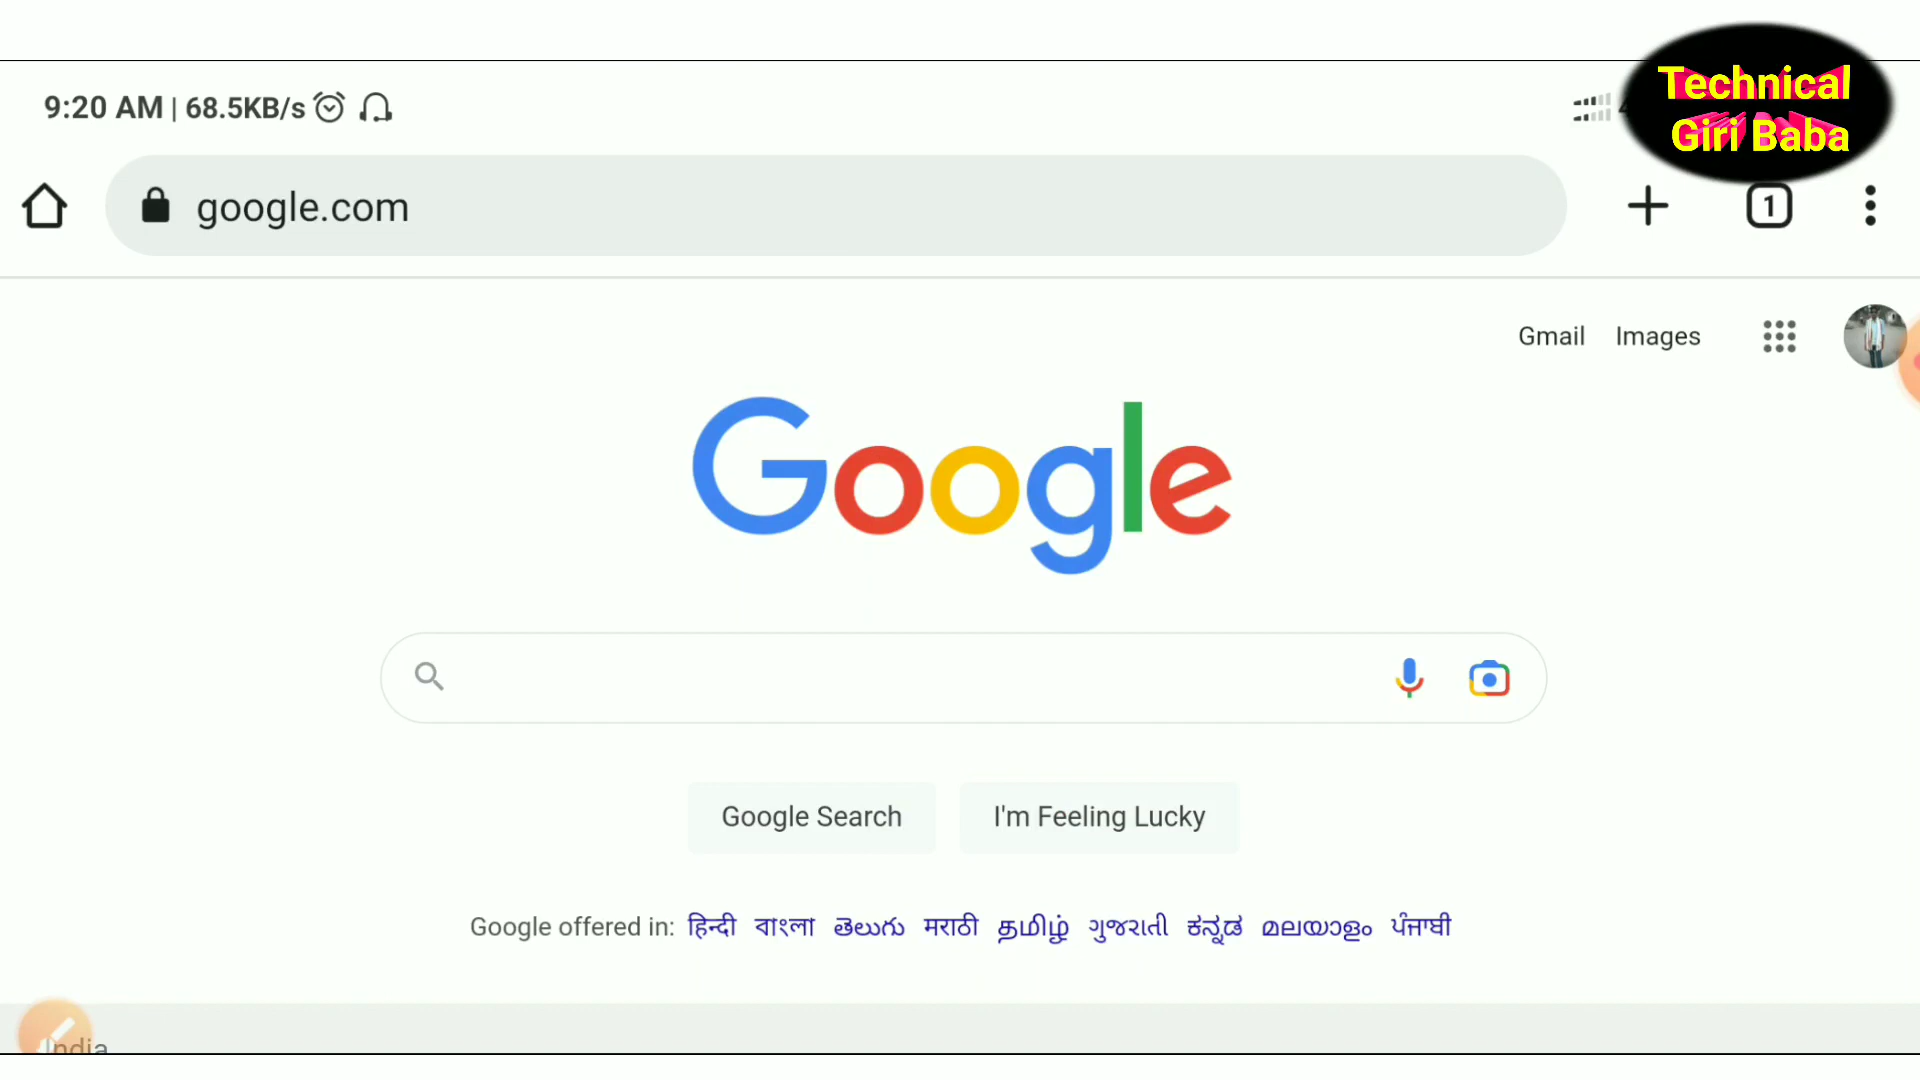 Technical
Giri Baba
9:20 AM | 68.5KB/s
google.com
1
Gmail Images
Google
Google Search I'm Feeling Lucky
Google offered in: हिन्दी বাংলা తెలుగు मराठी தமிழ் ગુજરાતી ಕನ್ನಡ മലയാളം ਪੰਜਾਬੀ
India